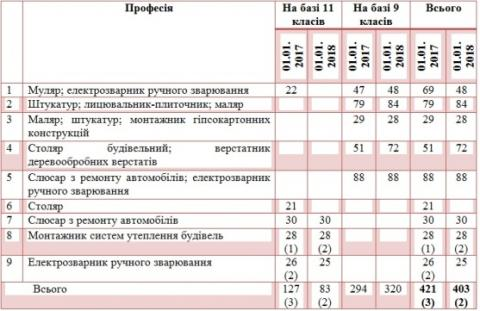 Професія На базі 11 класів На базі 9 класів Всього
01.01.2017 01.01.2018 01.01.2017 01.01.2018 01.01.2017 01.01.2018
1 Муляр; електрозварник ручного зварювання 22 47 48 69 48
2 Штукатур; лицювальник-плиточник; маляр 79 84 79 84
3 Маляр; штукатур; монтажник гіпсокартонних 29 28 29 28
конструкцій
4 Столяр будівельний; верстатник 51 72 51 72
деревообробних верстатів
5 Слюсар з ремонту автомобілів; електрозварник 88 88 88 88
ручного зварювання
6 Столяр 21 21
7 Слюсар з ремонту автомобілів 30 30 30 30
8 Монтажник систем утеплення будівель 28 28 28 28
(1) (2) (1) (2)
9 Електрозварник ручного зварювання 26 25 26 25
(2) (2)
Всього 127 83 294 320 421 403
(3) (2) (3) (2)